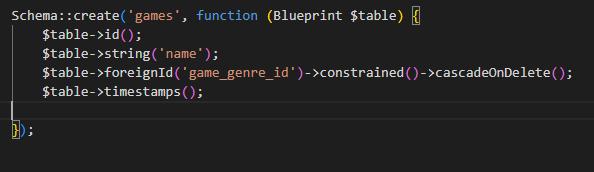 Schema::create('games', function (Blueprint $table) {
    $table->id();
    $table->string('name');
    $table->foreignId('game_genre_id')->constrained()->cascadeOnDelete();
    $table->timestamps();
});